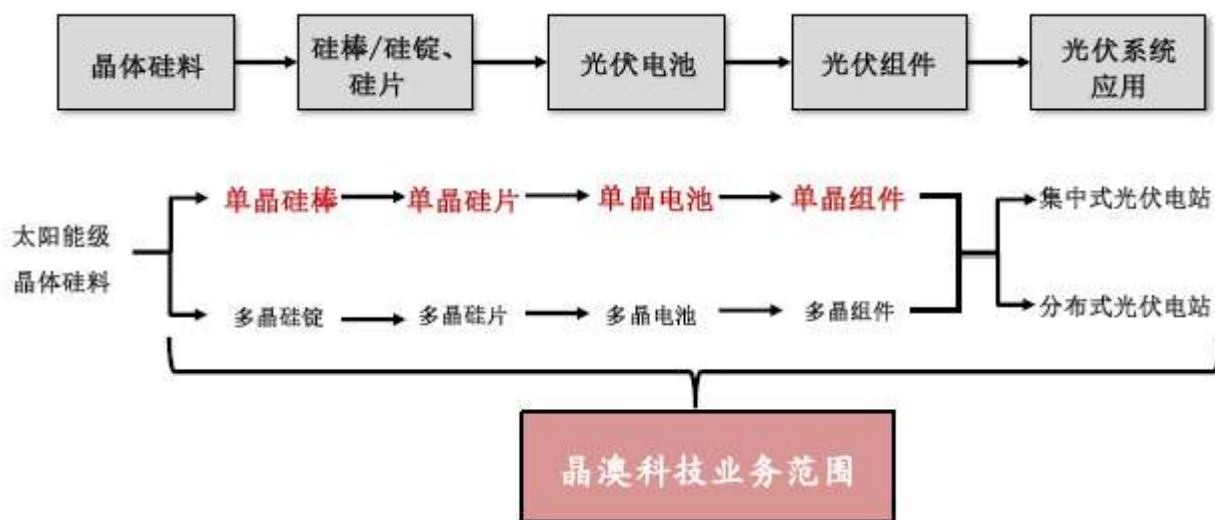 晶体硅料
硅棒/硅锭、
硅片
光伏电池
光伏组件
光伏系统
应用
太阳能级
晶体硅料
单晶硅棒
单晶硅片
单晶电池
单晶组件
集中式光伏电站
多晶硅锭
多晶硅片
多晶电池
多晶组件
分布式光伏电站
晶澳科技业务范围